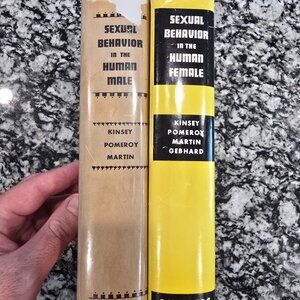 SEXUAL
BEHAVIOR
IN THE
HUMAN
MALE
KINSEY
POMEROY
MARTIN
SEXUAL
BEHAVIOR
IN THE
HUMAN
FEMALE
KINSEY
POMEROY
MARTIN
GEBHARD